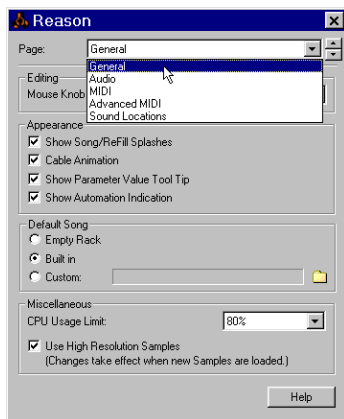 Reason
Page: General
General
Audio
MIDI
Advanced MIDI
Sound Locations
Editing
Mouse Knob
Appearance
Show Song/ReFill Splashes
Cable Animation
Show Parameter Value Tool Tip
Show Automation Indication
Default Song
Empty Rack
Built in
Custom:
Miscellaneous
CPU Usage Limit: 80%
Use High Resolution Samples
(Changes take effect when new Samples are loaded.)
Help